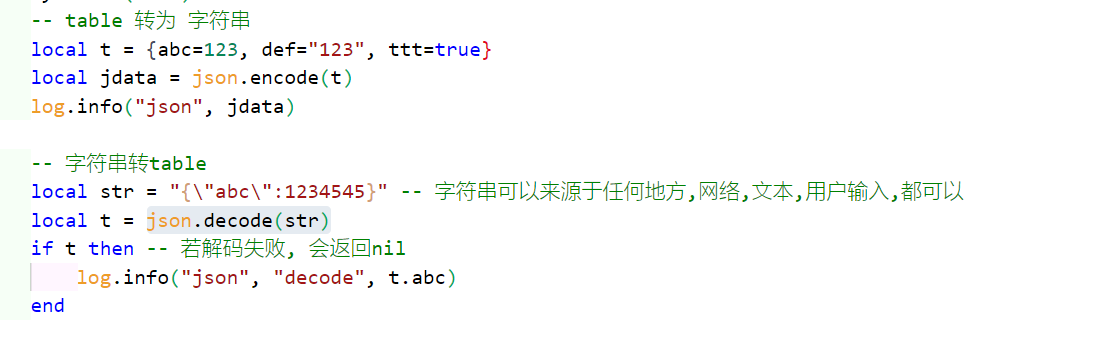 -- table 转为 字符串
local t = {abc=123, def="123", ttt=true}
local jdata = json.encode(t)
log.info("json", jdata)
-- 字符串转table
local str = "{\"abc\":1234545}" -- 字符串可以来源于任何地方,网络,文本,用户输入,都可以
local t = json.decode(str)
if t then -- 若解码失败, 会返回nil
    log.info("json", "decode", t.abc)
end